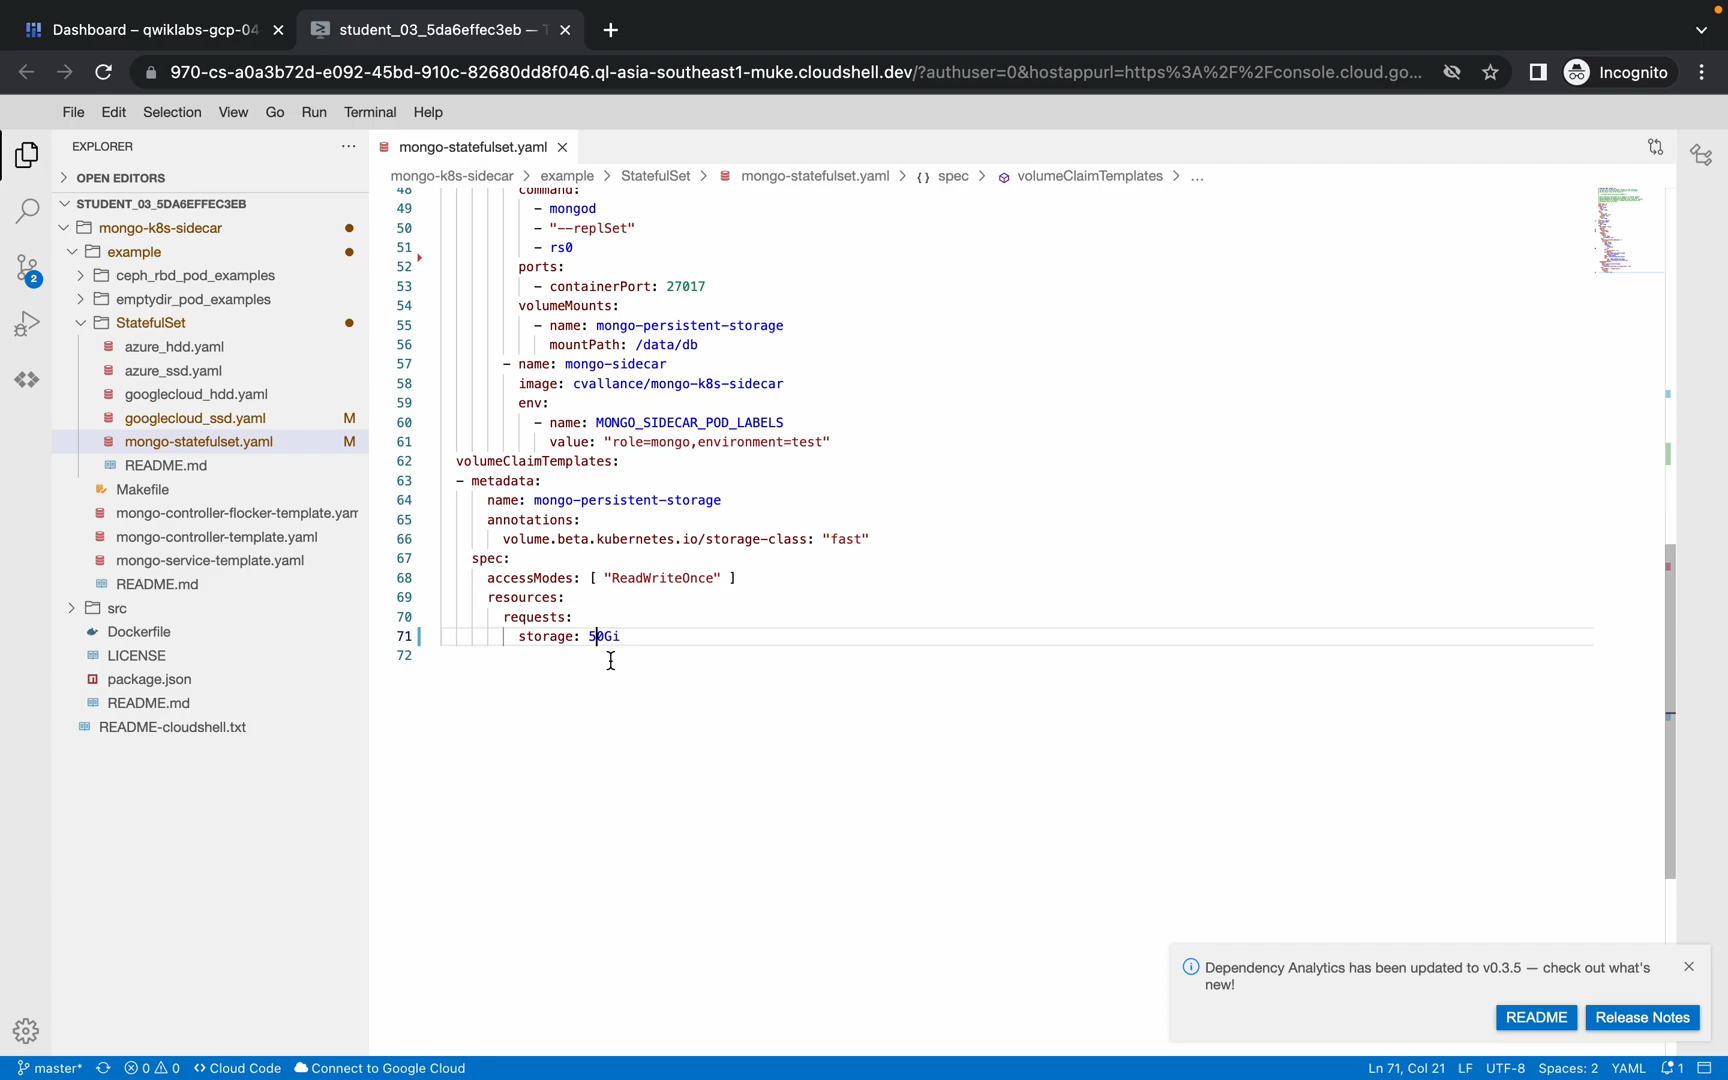 Dashboard – qwiklabs-gcp-04
student_03_5da6effec3eb —
970-cs-a0a3b72d-e092-45bd-910c-82680dd8f046.ql-asia-southeast1-muke.cloudshell.dev/?authuser=0&hostappurl=https%3A%2F%2Fconsole.cloud.go...
Incognito
File Edit Selection View Go Run Terminal Help
EXPLORER
OPEN EDITORS
STUDENT_03_5DA6EFFEC3EB
mongo-k8s-sidecar
example
ceph_rbd_pod_examples
emptydir_pod_examples
StatefulSet
azure_hdd.yaml
azure_ssd.yaml
googlecloud_hdd.yaml
googlecloud_ssd.yaml M
mongo-statefulset.yaml M
README.md
Makefile
mongo-controller-flocker-template.yam
mongo-controller-template.yaml
mongo-service-template.yaml
README.md
src
Dockerfile
LICENSE
package.json
README.md
README-cloudshell.txt
2
mongo-statefulset.yaml
mongo-k8s-sidecar > example > StatefulSet > mongo-statefulset.yaml > {} spec > volumeClaimTemplates > ...
48 command:
49 - mongod
50 - "--replSet"
51 - rs0
52 ports:
53 - containerPort: 27017
54 volumeMounts:
55 - name: mongo-persistent-storage
56 mountPath: /data/db
57 - name: mongo-sidecar
58 image: cvallance/mongo-k8s-sidecar
59 env:
60 - name: MONGO_SIDECAR_POD_LABELS
61 value: "role=mongo,environment=test"
62 volumeClaimTemplates:
63 - metadata:
64 name: mongo-persistent-storage
65 annotations:
66 volume.beta.kubernetes.io/storage-class: "fast"
67 spec:
68 accessModes: [ "ReadWriteOnce" ]
69 resources:
70 requests:
71 storage: 50Gi
72
Dependency Analytics has been updated to v0.3.5 — check out what's
new!
README
Release Notes
master* 0 0 <> Cloud Code Connect to Google Cloud
Ln 71, Col 21 LF UTF-8 Spaces: 2 YAML 1